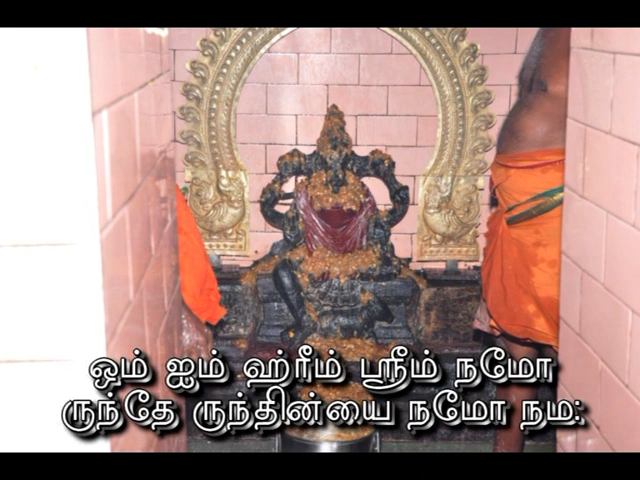 ஓம் ஐம் ஹ்ரீம் ஸ்ரீம் நமோ
ருந்தே ருந்தின்யை நமோ நம: